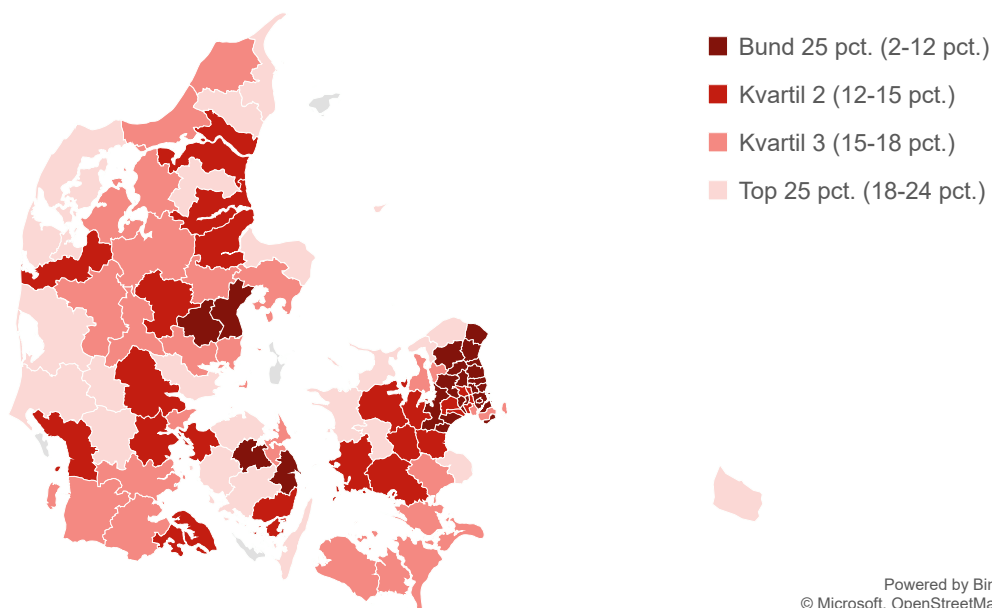 Bund 25 pct. (2-12 pct.)
Kvartil 2 (12-15 pct.)
Kvartil 3 (15-18 pct.)
Top 25 pct. (18-24 pct.)
Powered by Bin
© Microsoft, OpenStreetMa